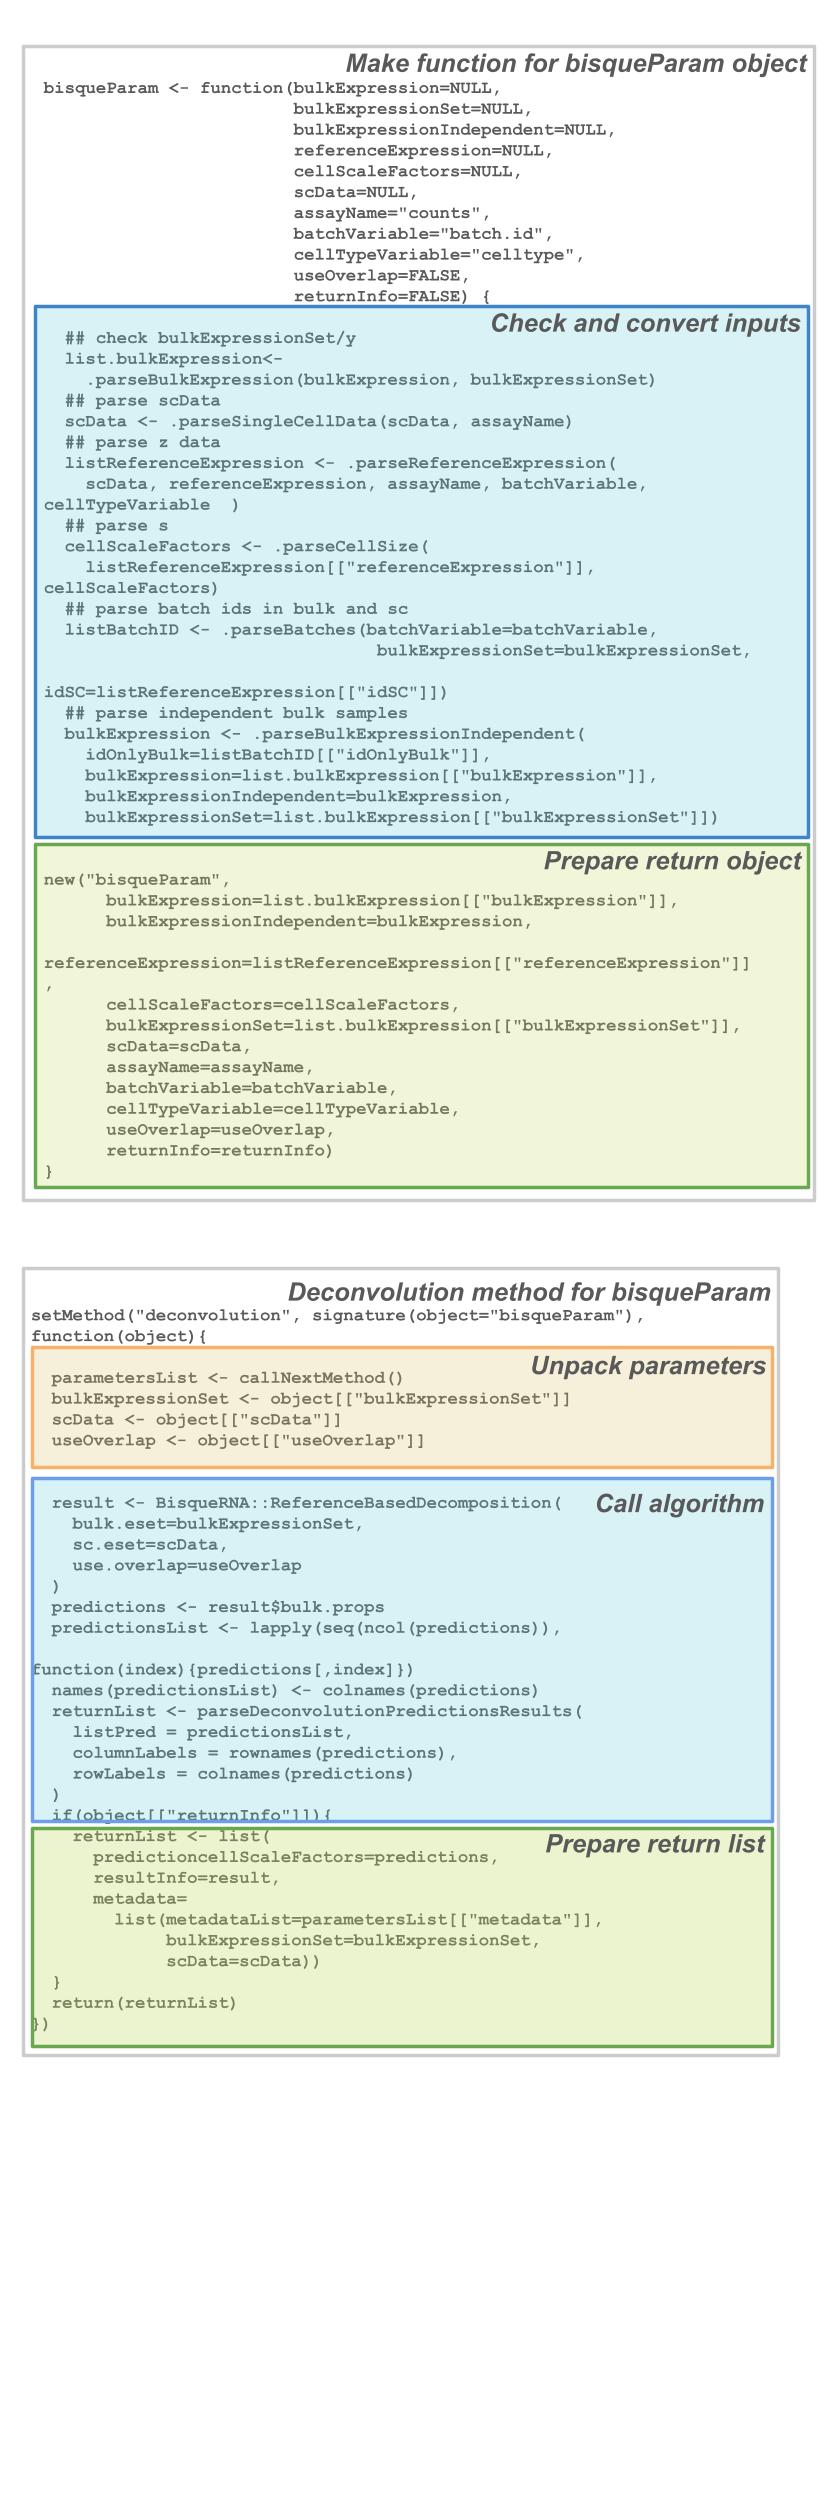 Make function for bisqueParam object
bisqueParam <- function(bulkExpression=NULL,
                        bulkExpressionSet=NULL,
                        bulkExpressionIndependent=NULL,
                        referenceExpression=NULL,
                        cellScaleFactors=NULL,
                        scData=NULL,
                        assayName="counts",
                        batchVariable="batch.id",
                        cellTypeVariable="celltype",
                        useOverlap=FALSE,
                        returnInfo=FALSE) {
Check and convert inputs
  ## check bulkExpressionSet/y
  list.bulkExpression<-
    .parseBulkExpression(bulkExpression, bulkExpressionSet)
  ## parse scData
  scData <- .parseSingleCellData(scData, assayName)
  ## parse z data
  listReferenceExpression <- .parseReferenceExpression(
    scData, referenceExpression, assayName, batchVariable,
cellTypeVariable  )
  ## parse s
  cellScaleFactors <- .parseCellSize(
    listReferenceExpression[["referenceExpression"]],
cellScaleFactors)
  ## parse batch ids in bulk and sc
  listBatchID <- .parseBatches(batchVariable=batchVariable,
                                bulkExpressionSet=bulkExpressionSet,
idSC=listReferenceExpression[["idSC"]])
  ## parse independent bulk samples
  bulkExpression <- .parseBulkExpressionIndependent(
    idOnlyBulk=listBatchID[["idOnlyBulk"]],
    bulkExpression=list.bulkExpression[["bulkExpression"]],
    bulkExpressionIndependent=bulkExpression,
    bulkExpressionSet=list.bulkExpression[["bulkExpressionSet"]])
Prepare return object
new("bisqueParam",
      bulkExpression=list.bulkExpression[["bulkExpression"]],
      bulkExpressionIndependent=bulkExpression,
referenceExpression=listReferenceExpression[["referenceExpression"]]
,
      cellScaleFactors=cellScaleFactors,
      bulkExpressionSet=list.bulkExpression[["bulkExpressionSet"]],
      scData=scData,
      assayName=assayName,
      batchVariable=batchVariable,
      cellTypeVariable=cellTypeVariable,
      useOverlap=useOverlap,
      returnInfo=returnInfo)
}
Deconvolution method for bisqueParam
setMethod("deconvolution", signature(object="bisqueParam"),
function(object){
Unpack parameters
  parametersList <- callNextMethod()
  bulkExpressionSet <- object[["bulkExpressionSet"]]
  scData <- object[["scData"]]
  useOverlap <- object[["useOverlap"]]
Call algorithm
  result <- BisqueRNA::ReferenceBasedDecomposition(
    bulk.eset=bulkExpressionSet,
    sc.eset=scData,
    use.overlap=useOverlap
  )
  predictions <- result$bulk.props
  predictionsList <- lapply(seq(ncol(predictions)),
function(index){predictions[,index]})
  names(predictionsList) <- colnames(predictions)
  returnList <- parseDeconvolutionPredictionsResults(
    listPred = predictionsList,
    columnLabels = rownames(predictions),
    rowLabels = colnames(predictions)
  )
  if(object[["returnInfo"]]){
Prepare return list
    returnList <- list(
      predictioncellScaleFactors=predictions,
      resultInfo=result,
      metadata=
        list(metadataList=parametersList[["metadata"]],
             bulkExpressionSet=bulkExpressionSet,
             scData=scData))
  }
  return(returnList)
})